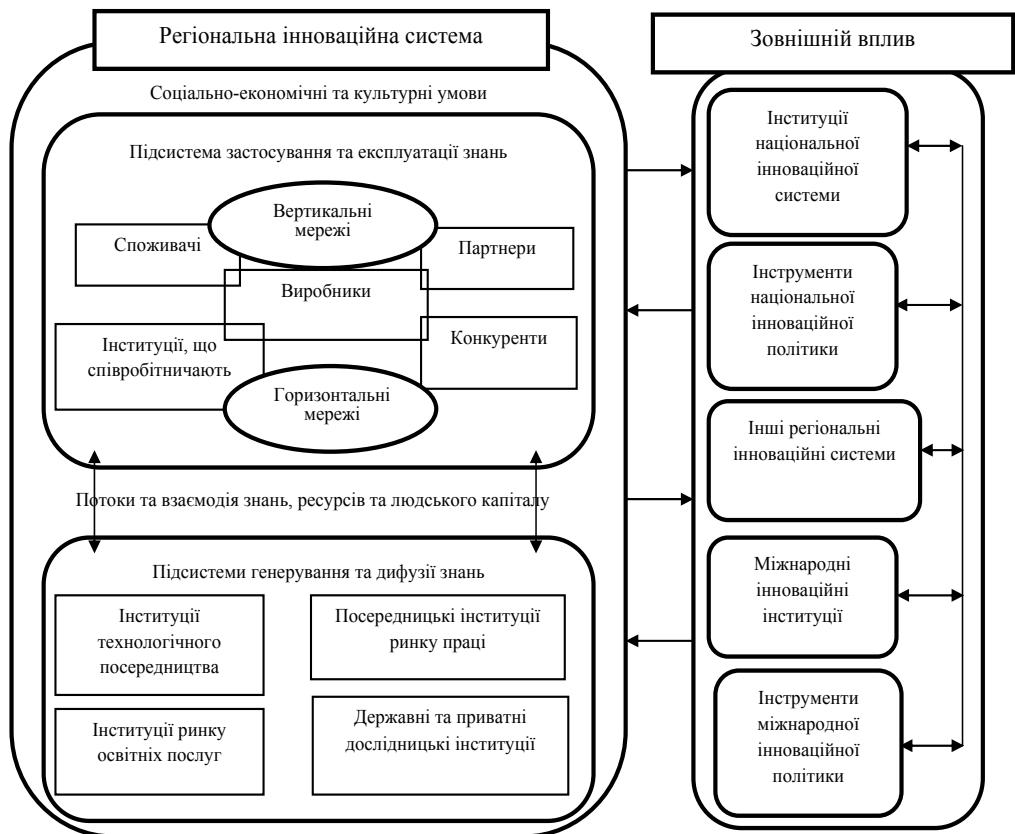 Регіональна інноваційна система
Соціально-економічні та культурні умови
Підсистема застосування та експлуатації знань
Вертикальні
мережі
Споживачі
Партнери
Виробники
Інституції, що
співробітничають
Конкуренти
Горизонтальні
мережі
Потоки та взаємодія знань, ресурсів та людського капіталу
Підсистеми генерування та дифузії знань
Інституції
технологічного
посередництва
Посередницькі інституції
ринку праці
Інституції ринку
освітніх послуг
Державні та приватні
дослідницькі інституції
Зовнішній вплив
Інституції
національної
інноваційної
системи
Інструменти
національної
інноваційної
політики
Інші регіональні
інноваційні системи
Міжнародні
інноваційні
інституції
Інструменти
міжнародної
інноваційної
політики